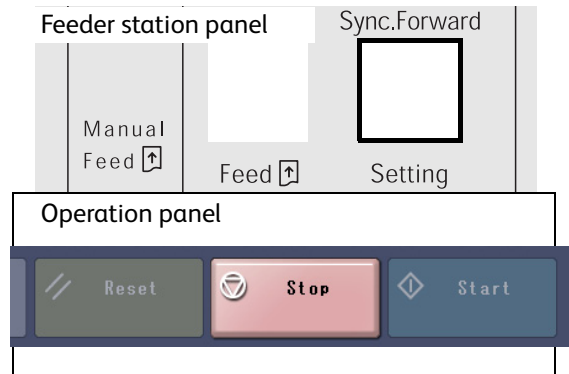 Feeder station panel
Sync.Forward
Manual
Feed
Feed
Setting
Operation panel
Reset
Stop
Start